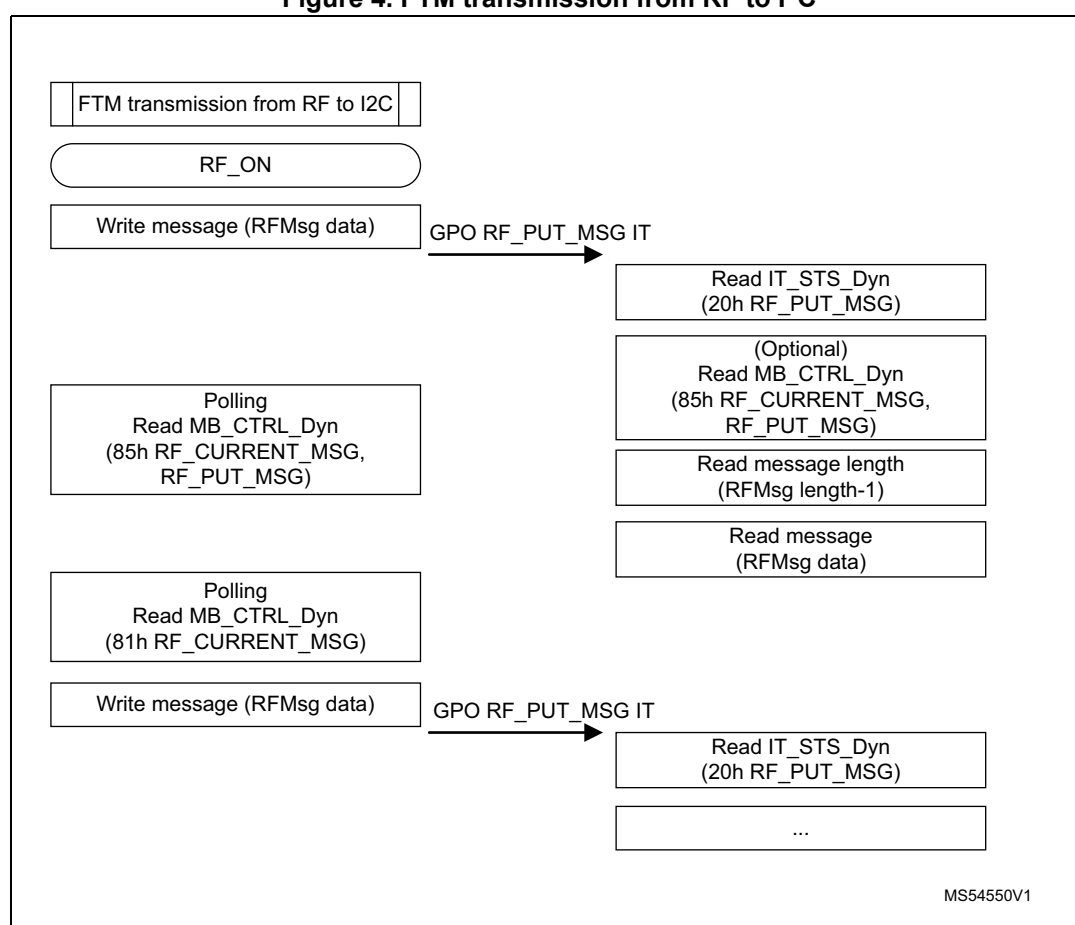 Figure 4. FTM transmission from RF to I²C
FTM transmission from RF to I2C
RF_ON
Write message (RFMsg data)
GPO RF_PUT_MSG IT
Read IT_STS_Dyn
(20h RF_PUT_MSG)
(Optional)
Read MB_CTRL_Dyn
(85h RF_CURRENT_MSG,
RF_PUT_MSG)
Polling
Read MB_CTRL_Dyn
(85h RF_CURRENT_MSG,
RF_PUT_MSG)
Read message length
(RFMsg length-1)
Read message
(RFMsg data)
Polling
Read MB_CTRL_Dyn
(81h RF_CURRENT_MSG)
Write message (RFMsg data)
GPO RF_PUT_MSG IT
Read IT_STS_Dyn
(20h RF_PUT_MSG)
...
MS54550V1